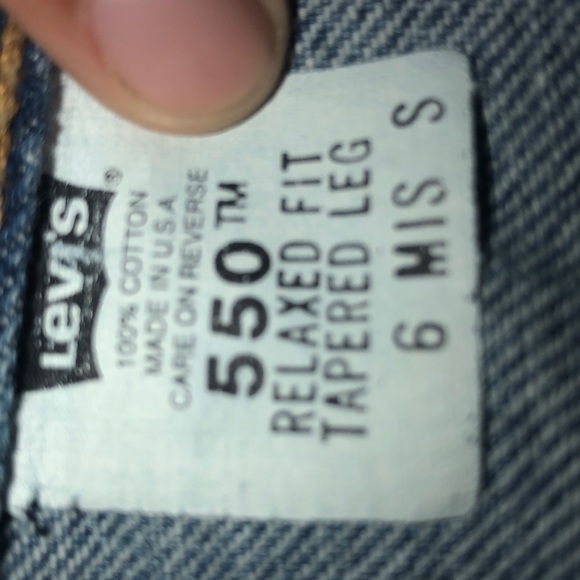 Levi's®
100% COTTON
MADE IN U.S.A
CARE ON REVERSE
550™
RELAXED FIT
TAPERED LEG
6 MIS S